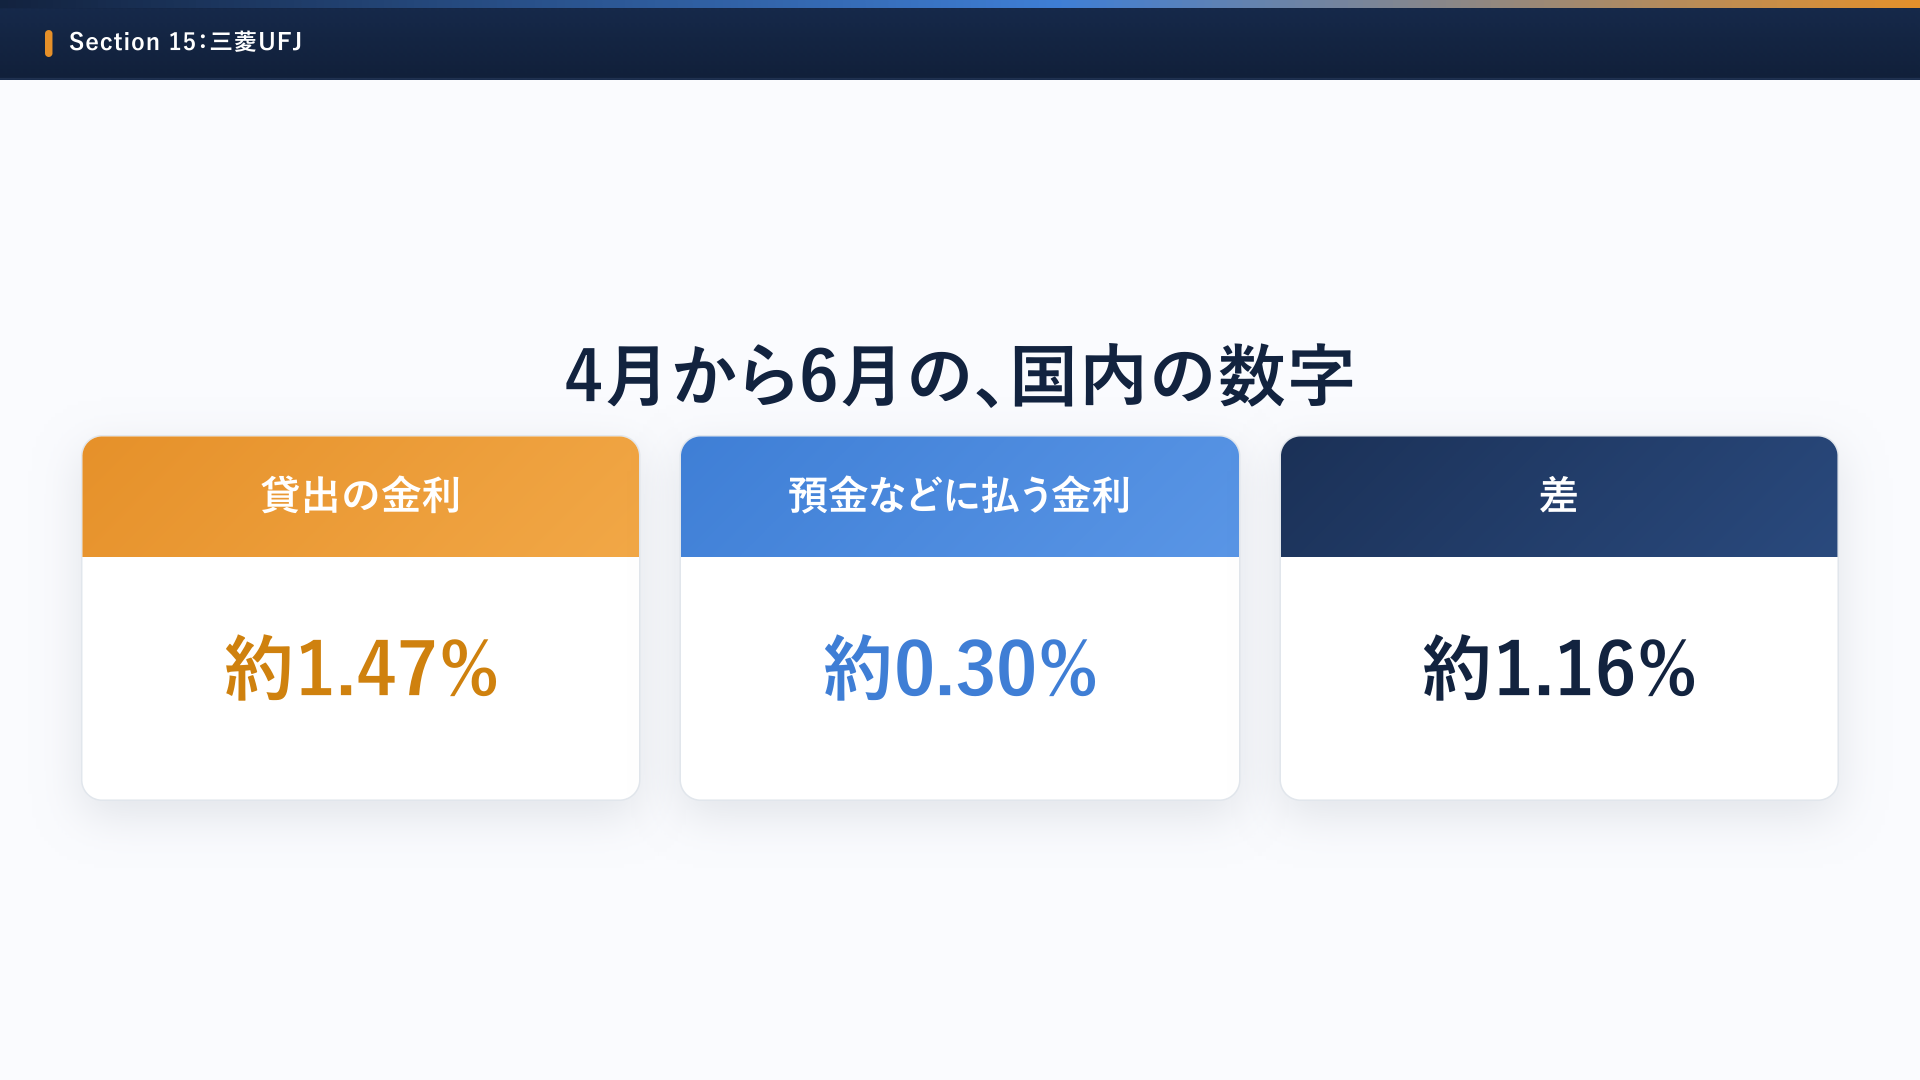 Section 15：三菱UFJ
4月から6月の、国内の数字
貸出の金利
約1.47%
預金などに払う金利
約0.30%
差
約1.16%